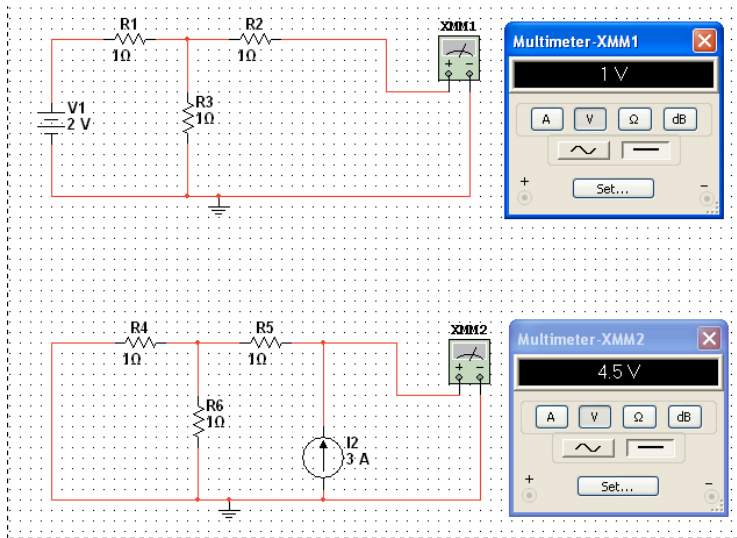 R1
1Ω
R2
1Ω
XMM1
V1
2 V
R3
1Ω
Multimeter-XMM1
1 V
A
V
Ω
dB
+
Set...
-
R4
1Ω
R5
1Ω
XMM2
R6
1Ω
I2
3 A
Multimeter-XMM2
4.5 V
A
V
Ω
dB
+
Set...
-